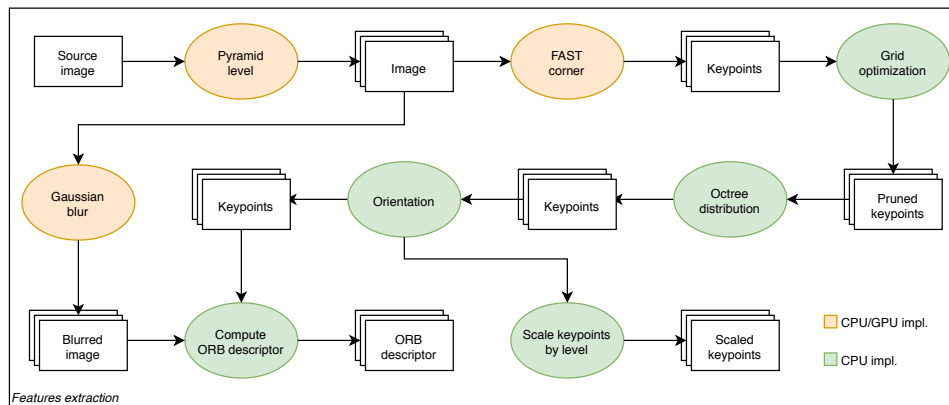 Source
image
Pyramid
level
Image
FAST
corner
Keypoints
Grid
optimization
Gaussian
blur
Keypoints
Orientation
Keypoints
Octree
distribution
Pruned
keypoints
Blurred
image
Compute
ORB descriptor
ORB
descriptor
Scale keypoints
by level
Scaled
keypoints
CPU/GPU impl.
CPU impl.
Features extraction